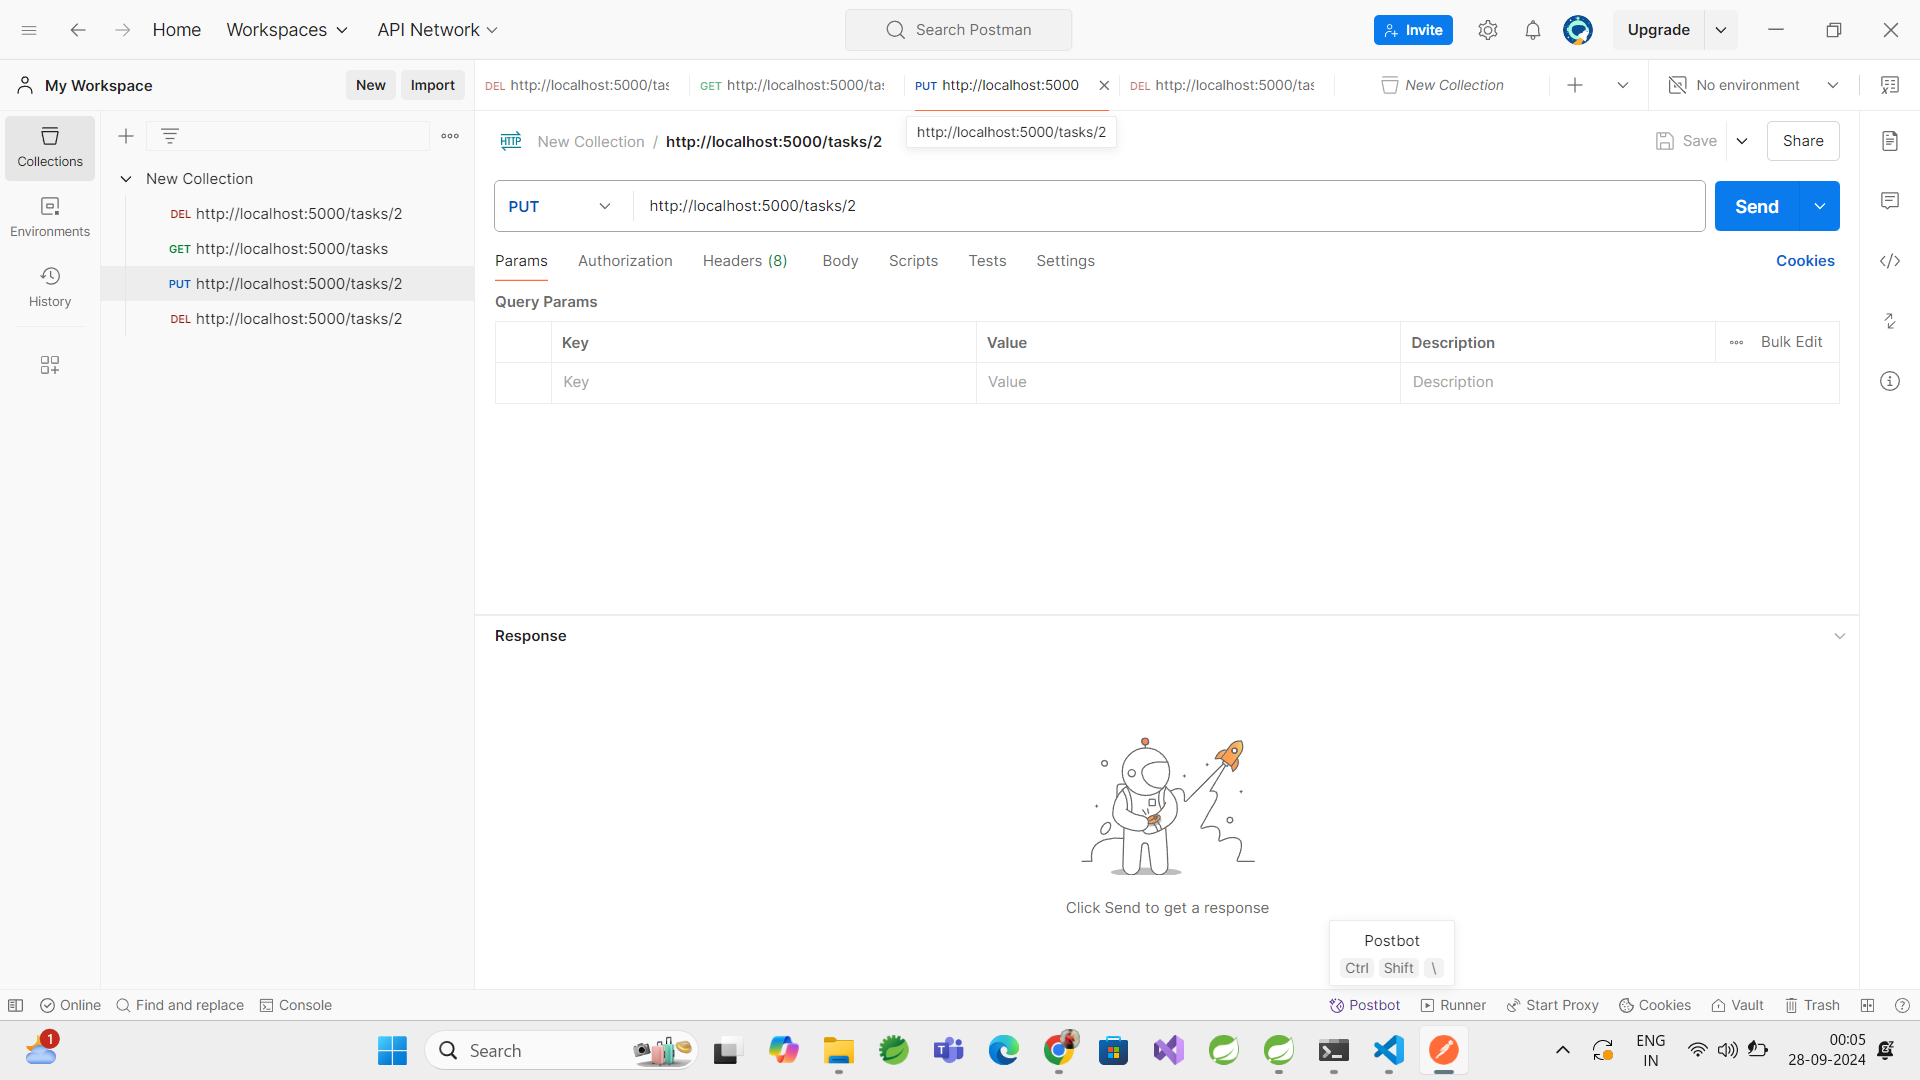 Home Workspaces API Network Search Postman Invite Upgrade
My Workspace New Import DEL http://localhost:5000/tas GET http://localhost:5000/tas PUT http://localhost:5000 DEL http://localhost:5000/tas New Collection No environment
http://localhost:5000/tasks/2
Collections
HTTP New Collection / http://localhost:5000/tasks/2 Save Share
New Collection
DEL http://localhost:5000/tasks/2
GET http://localhost:5000/tasks
PUT http://localhost:5000/tasks/2
DEL http://localhost:5000/tasks/2
Environments
History
PUT http://localhost:5000/tasks/2 Send
Params Authorization Headers (8) Body Scripts Tests Settings Cookies
Query Params
Key Value Description Bulk Edit
Key Value Description
Response
Click Send to get a response
Postbot
Ctrl Shift \
Online Find and replace Console Postbot Runner Start Proxy Cookies Vault Trash
1 Search ENG IN 00:05
28-09-2024